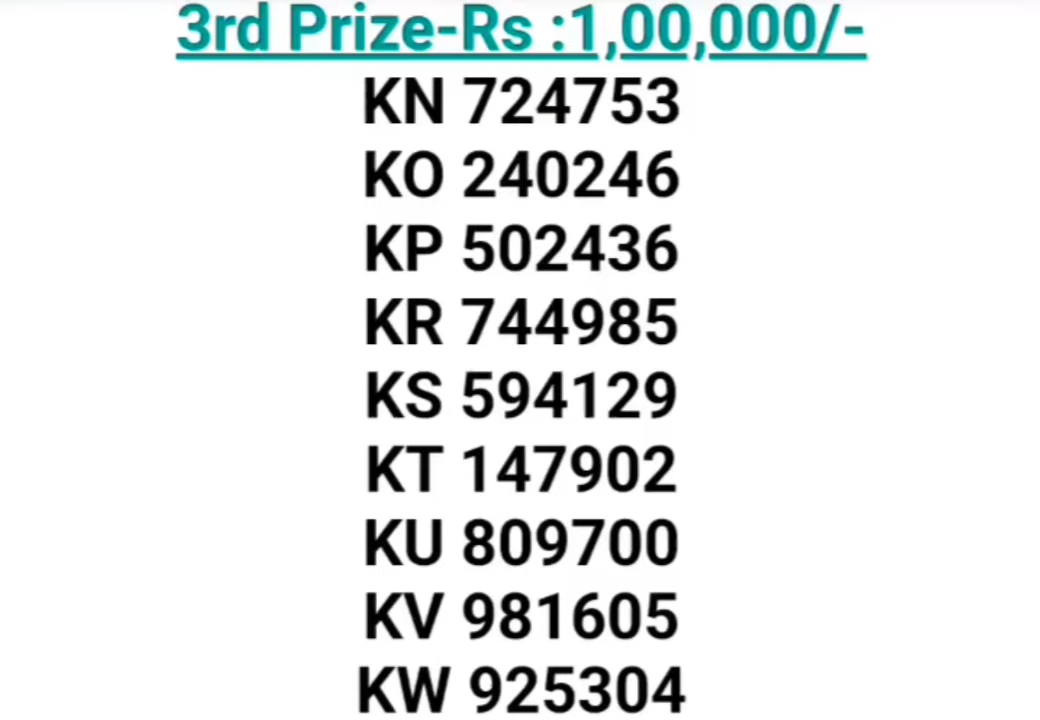 3rd Prize-Rs :1,00,000/-
KN 724753
KO 240246
KP 502436
KR 744985
KS 594129
KT 147902
KU 809700
KV 981605
KW 925304